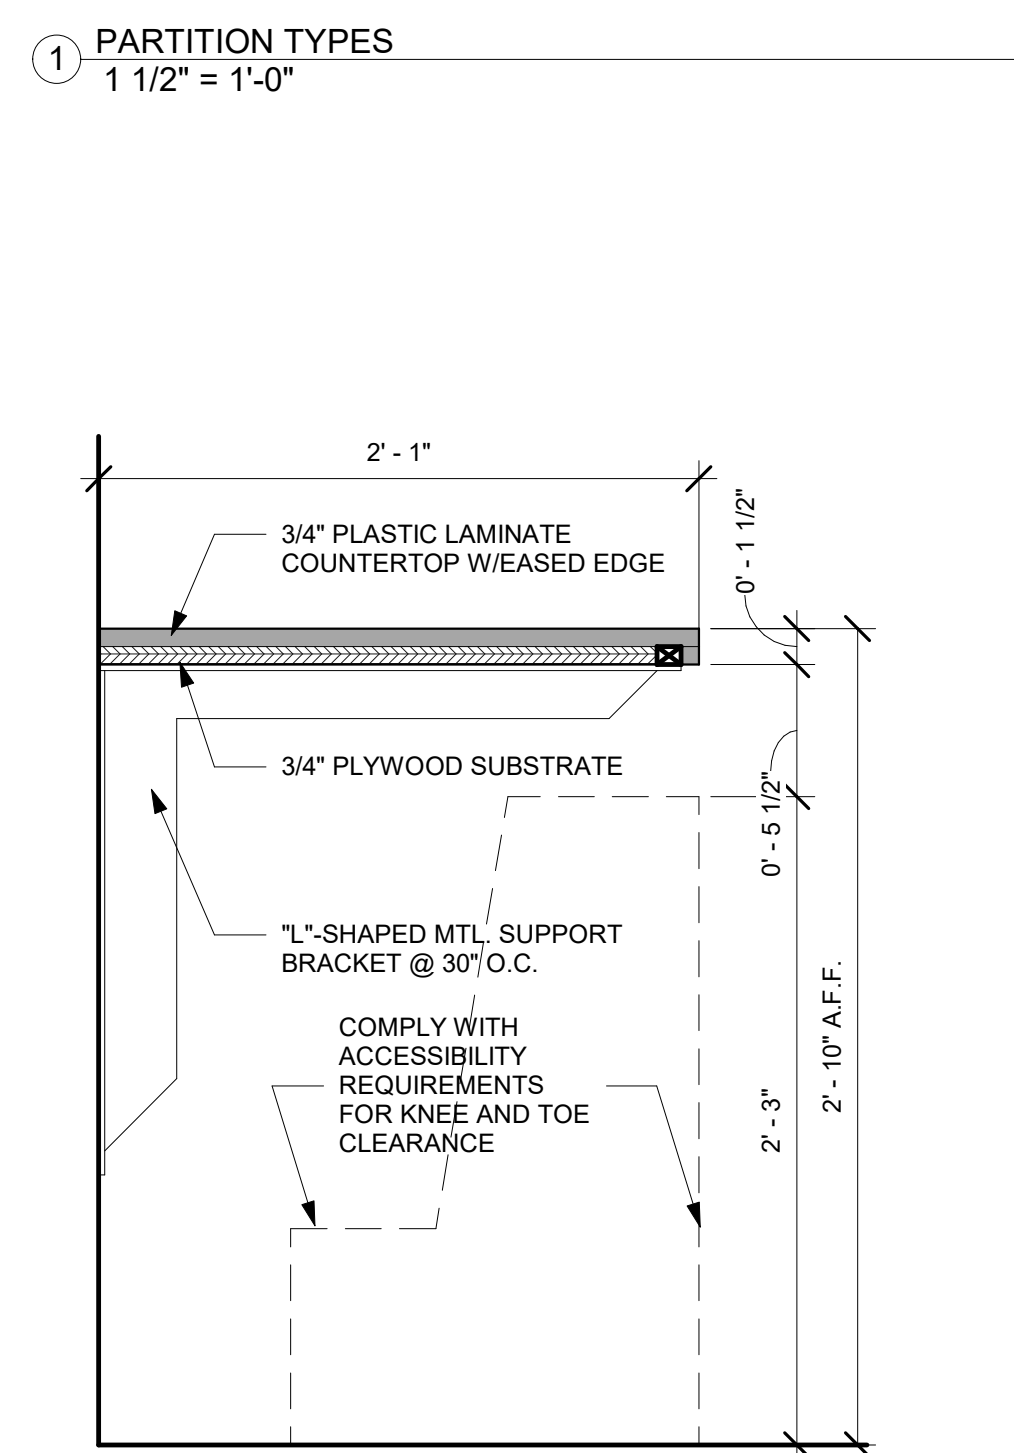 1
PARTITION TYPES
1 1/2" = 1'-0"
2' - 1"
3/4" PLASTIC LAMINATE
COUNTERTOP W/EASED EDGE
0' - 1 1/2"
3/4" PLYWOOD SUBSTRATE
0' - 5 1/2"
"L"-SHAPED MTL. SUPPORT
BRACKET @ 30" O.C.
COMPLY WITH
ACCESSIBILITY
REQUIREMENTS
FOR KNEE AND TOE
CLEARANCE
2' - 3"
2' - 10" A.F.F.